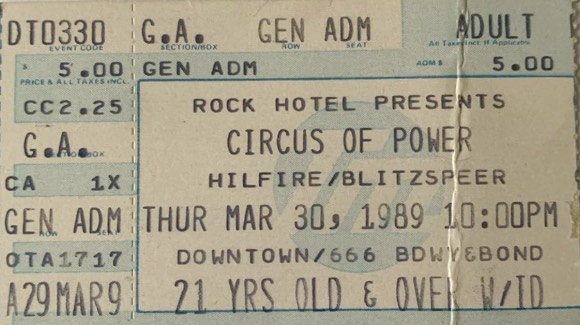 DT0330 G.A. GEN ADM ADULT
EVENT CODE SECTION/BOX ROW SEAT All Taxes Incl. If Applicable
$ 5.00 GEN ADM ADM$ 5.00
PRICE & ALL TAXES INCL.
CC2.25 ROCK HOTEL PRESENTS
G.A. CIRCUS OF POWER
CA 1X HILFIRE/BLITZSPEER
GEN ADM THUR MAR 30, 1989 10:00PM
OTA1717 DOWNTOWN/666 BDWY&BOND
A29MAR9 21 YRS OLD & OVER W/ID